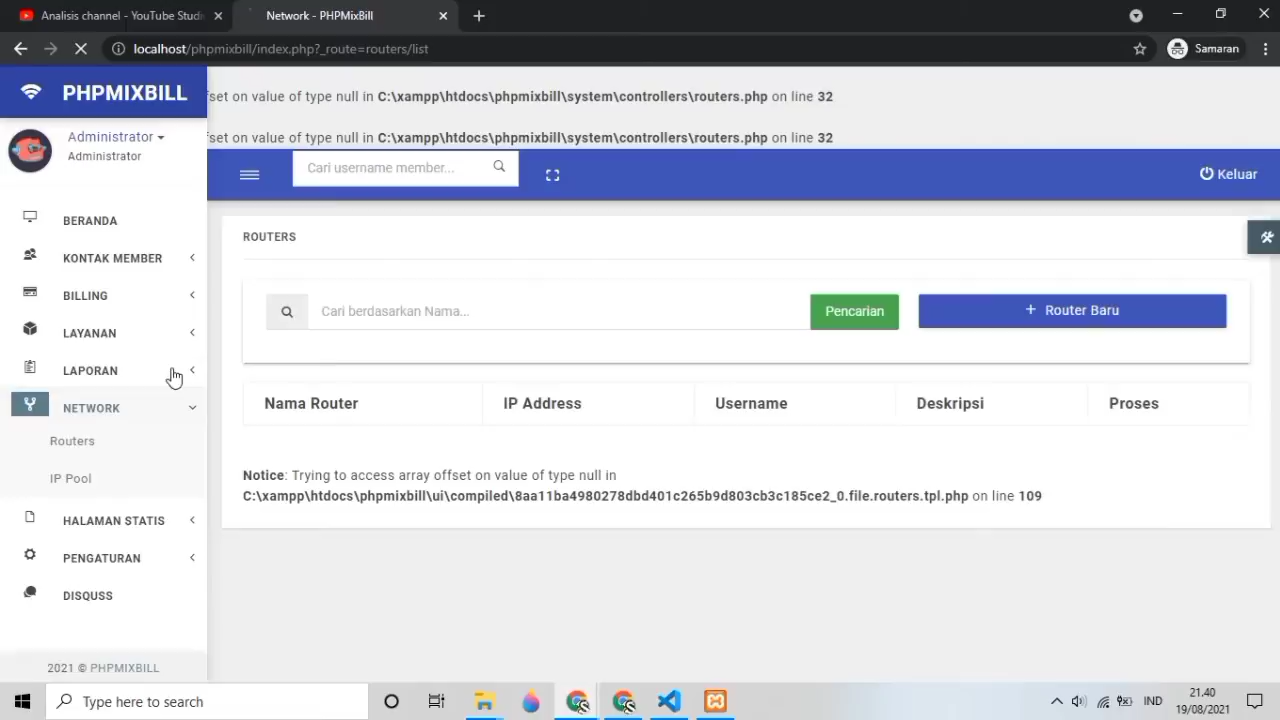 Analisis channel - YouTube Studi
Network - PHPMixBill
localhost/phpmixbill/index.php?_route=routers/list
Samaran
PHPMIXBILL
Administrator
Administrator
BERANDA
KONTAK MEMBER
BILLING
LAYANAN
LAPORAN
NETWORK
Routers
IP Pool
HALAMAN STATIS
PENGATURAN
DISQUSS
2021 © PHPMIXBILL
fset on value of type null in C:\xampp\htdocs\phpmixbill\system\controllers\routers.php on line 32
fset on value of type null in C:\xampp\htdocs\phpmixbill\system\controllers\routers.php on line 32
Cari username member...
Keluar
ROUTERS
Cari berdasarkan Nama...
Pencarian
+ Router Baru
Nama Router IP Address Username Deskripsi Proses
Notice: Trying to access array offset on value of type null in
C:\xampp\htdocs\phpmixbill\ui\compiled\8aa11ba4980278dbd401c265b9d803cb3c185ce2_0.file.routers.tpl.php on line 109
Type here to search
IND
21.40
19/08/2021